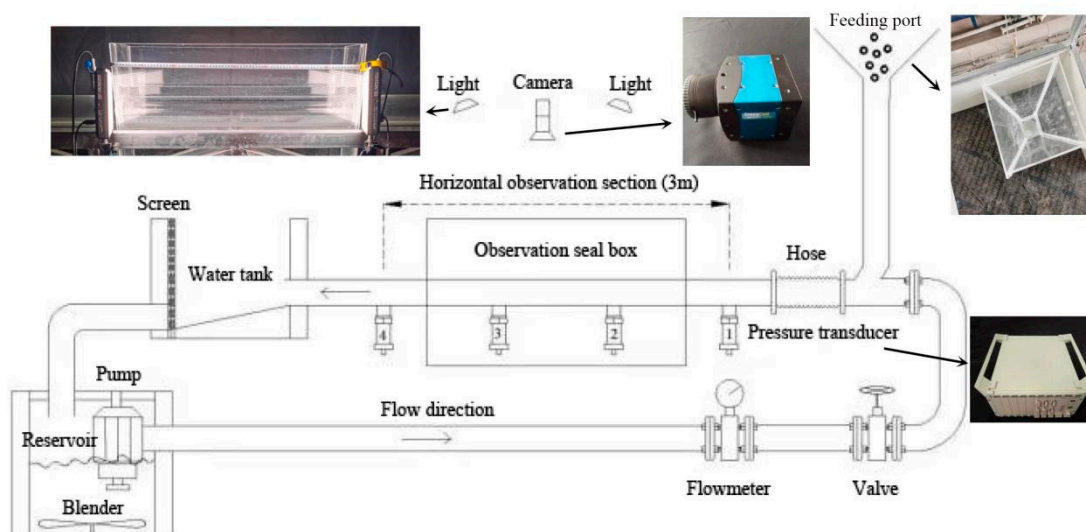 Feeding port
Light
Camera
Light
Horizontal observation section (3m)
Screen
Observation seal box
Hose
Water tank
4
3
2
1
Pressure transducer
Pump
Flow direction
Reservoir
Flowmeter
Valve
Blender